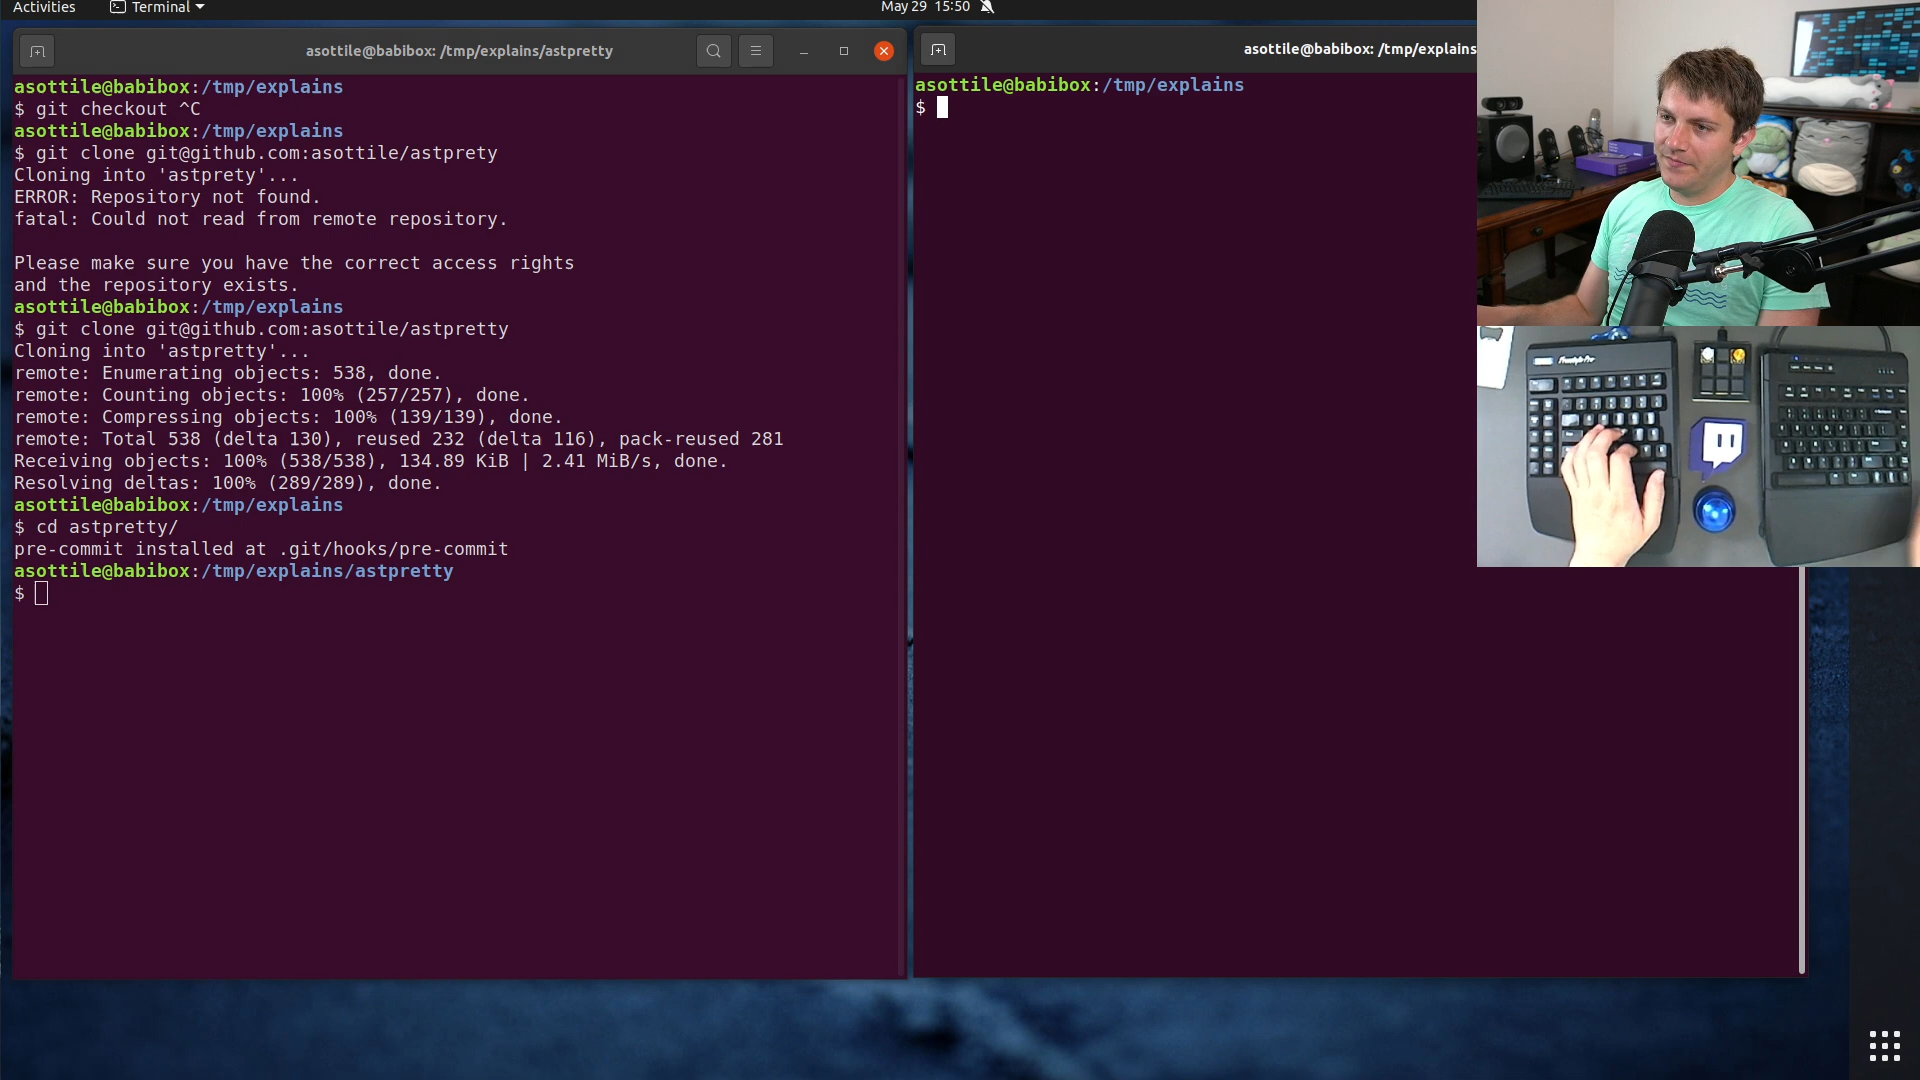 Activities
Terminal
May 29 15:50
asottile@babibox: /tmp/explains/astpretty
asottile@babibox:/tmp/explains
$ git checkout ^C
asottile@babibox:/tmp/explains
$ git clone git@github.com:asottile/astprety
Cloning into 'astprety'...
ERROR: Repository not found.
fatal: Could not read from remote repository.
Please make sure you have the correct access rights
and the repository exists.
asottile@babibox:/tmp/explains
$ git clone git@github.com:asottile/astpretty
Cloning into 'astpretty'...
remote: Enumerating objects: 538, done.
remote: Counting objects: 100% (257/257), done.
remote: Compressing objects: 100% (139/139), done.
remote: Total 538 (delta 130), reused 232 (delta 116), pack-reused 281
Receiving objects: 100% (538/538), 134.89 KiB | 2.41 MiB/s, done.
Resolving deltas: 100% (289/289), done.
asottile@babibox:/tmp/explains
$ cd astpretty/
pre-commit installed at .git/hooks/pre-commit
asottile@babibox:/tmp/explains/astpretty
$
asottile@babibox: /tmp/explains
asottile@babibox:/tmp/explains
$
Freestyle Pro